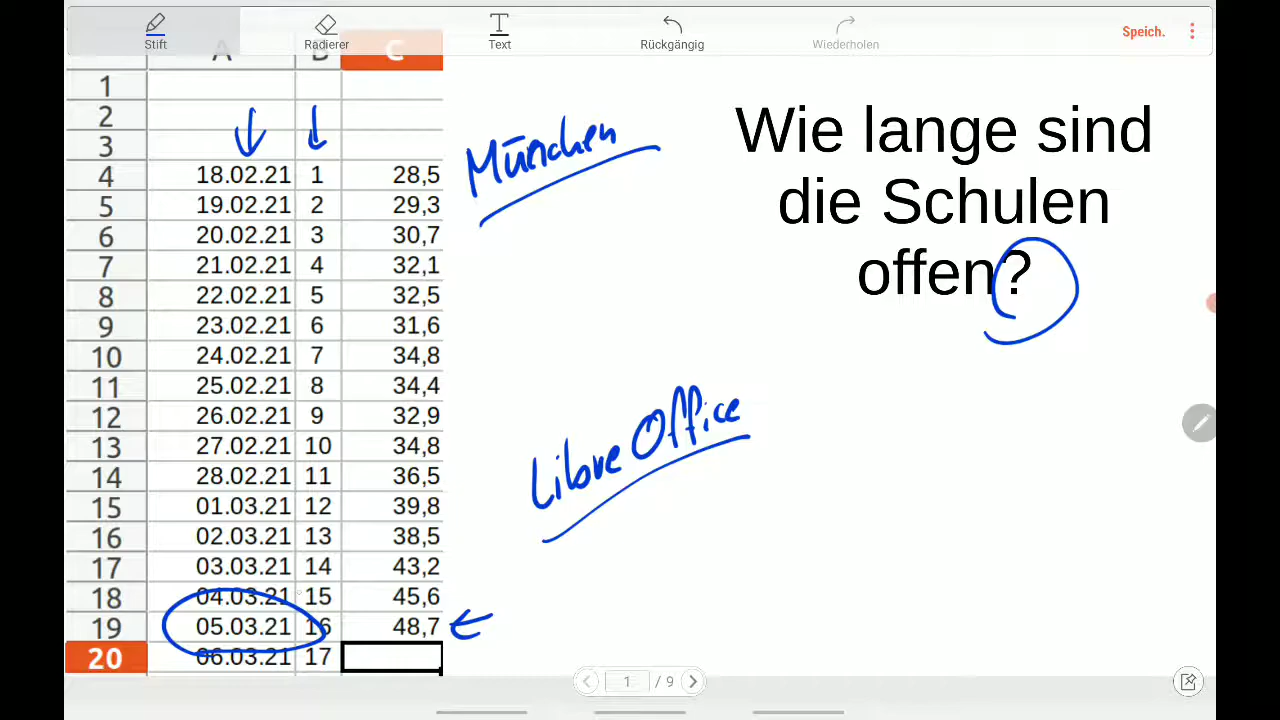 Stift
Radierer
Text
Rückgängig
Wiederholen
Speich.
A B C
1
2
3
4 18.02.21 1 28,5
5 19.02.21 2 29,3
6 20.02.21 3 30,7
7 21.02.21 4 32,1
8 22.02.21 5 32,5
9 23.02.21 6 31,6
10 24.02.21 7 34,8
11 25.02.21 8 34,4
12 26.02.21 9 32,9
13 27.02.21 10 34,8
14 28.02.21 11 36,5
15 01.03.21 12 39,8
16 02.03.21 13 38,5
17 03.03.21 14 43,2
18 04.03.21 15 45,6
19 05.03.21 16 48,7
20 06.03.21 17
München
Wie lange sind
die Schulen
offen?
Libre Office
1 / 9